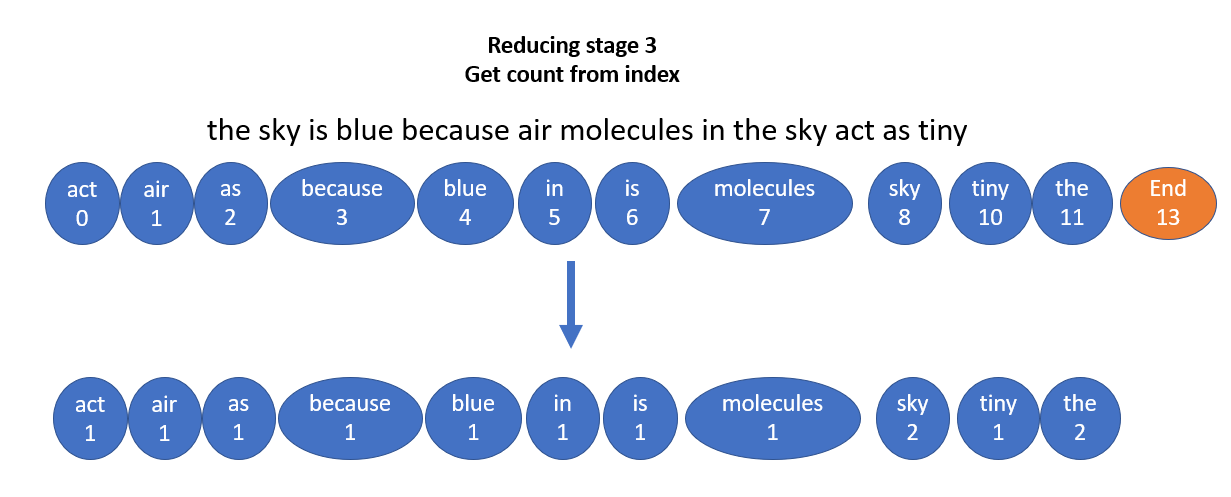 Reducing stage 3
Get count from index
the sky is blue because air molecules in the sky act as tiny
act air as because blue in is molecules sky tiny the End
0 1 2 3 4 5 6 7 8 10 11 13
act air as because blue in is molecules sky tiny the
1 1 1 1 1 1 1 1 2 1 2